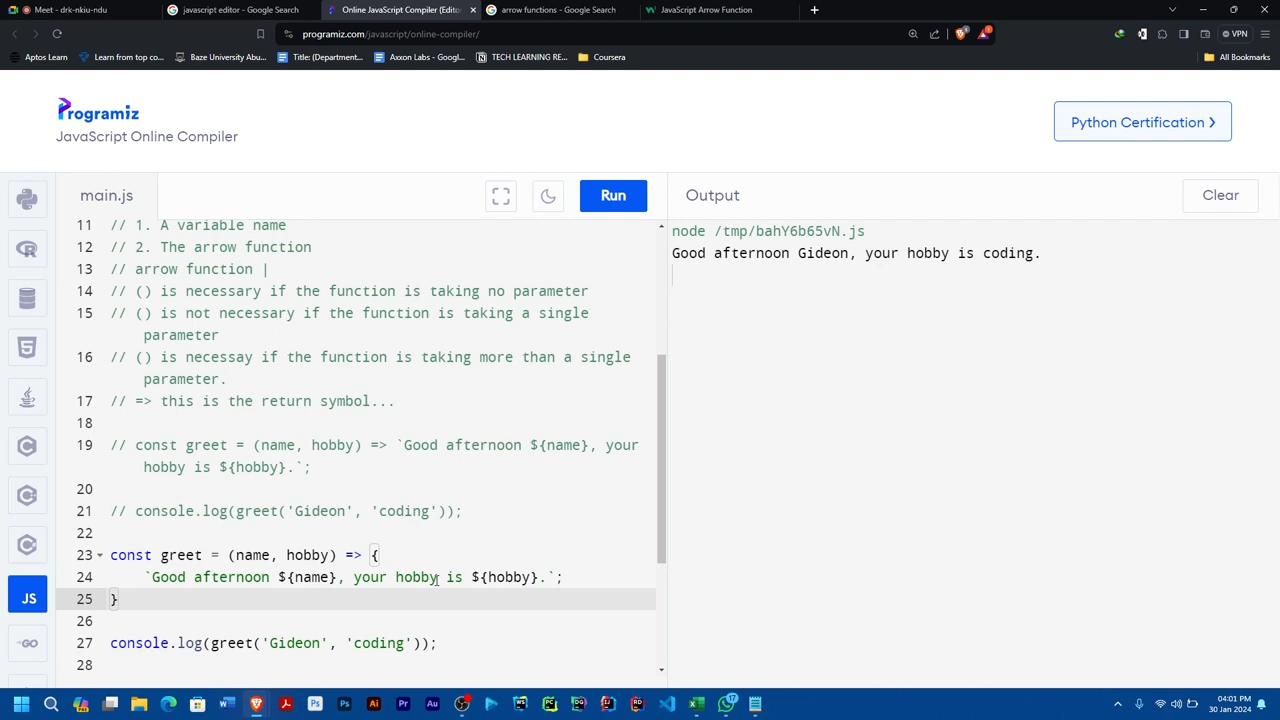 Meet – drk-nkiu-ndu
javascript editor - Google Search
Online JavaScript Compiler (Editor
arrow functions - Google Search
JavaScript Arrow Function
programiz.com/javascript/online-compiler/
VPN
Aptos Learn
Learn from top co...
Baze University Abu...
Title: (Department...
Axxon Labs - Googl...
TECH LEARNING RE...
Coursera
All Bookmarks
Programiz
JavaScript Online Compiler
Python Certification
main.js
Run
Output
Clear
11 // 1. A variable name
12 // 2. The arrow function
13 // arrow function |
14 // () is necessary if the function is taking no parameter
15 // () is not necessary if the function is taking a single
parameter
16 // () is necessay if the function is taking more than a single
parameter.
17 // => this is the return symbol...
18
19 // const greet = (name, hobby) => `Good afternoon ${name}, your
hobby is ${hobby}.`;
20
21 // console.log(greet('Gideon', 'coding'));
22
23 const greet = (name, hobby) => {
24 `Good afternoon ${name}, your hobby is ${hobby}.`;
25 }
26
27 console.log(greet('Gideon', 'coding'));
28
node /tmp/bahY6b65vN.js
Good afternoon Gideon, your hobby is coding.
JS
GO
04:01 PM
30 Jan 2024